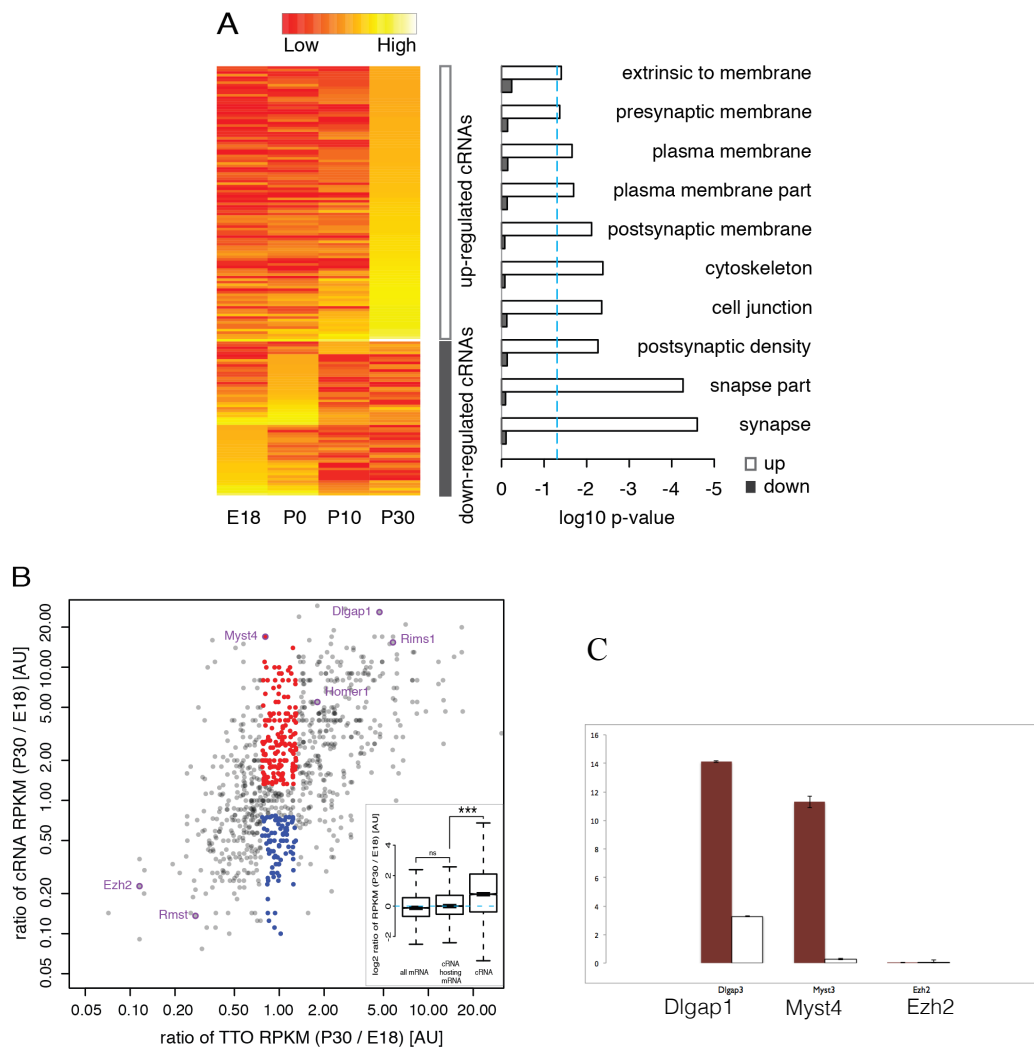 A
Low High
up-regulated cRNAs
down-regulated cRNAs
E18 P0 P10 P30
extrinsic to membrane
presynaptic membrane
plasma membrane
plasma membrane part
postsynaptic membrane
cytoskeleton
cell junction
postsynaptic density
snapse part
synapse
up
down
0 -1 -2 -3 -4 -5
log10 p-value
B
ratio of cRNA RPKM (P30 / E18) [AU]
20.00
10.00
5.00
2.00
1.00
0.50
0.20
0.10
0.05
Dlgap1
Myst4
Rims1
Homer1
Ezh2
Rmst
***
ns
log2 ratio of RPKM (P30 / E18) [AU]
4
2
0
-2
all mRNA
cRNA
hosting
mRNA
cRNA
0.05 0.10 0.20 0.50 1.00 2.00 5.00 10.00 20.00
ratio of TTO RPKM (P30 / E18) [AU]
C
16
14
12
10
8
6
4
2
0
Dlgap3 Myst3 Ezh2
Dlgap1 Myst4 Ezh2